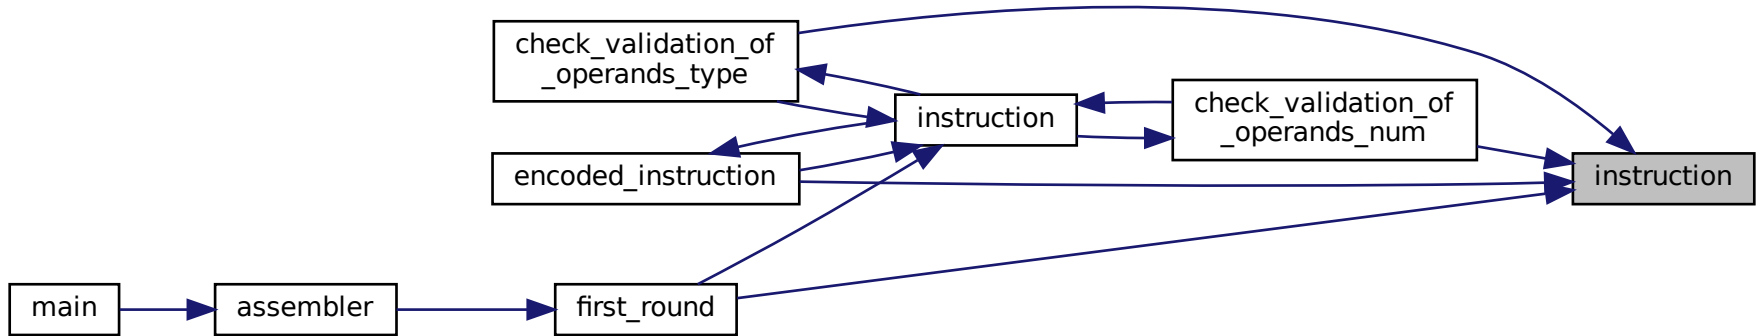 check_validation_of
_operands_type
instruction
check_validation_of
_operands_num
encoded_instruction
instruction
main
assembler
first_round